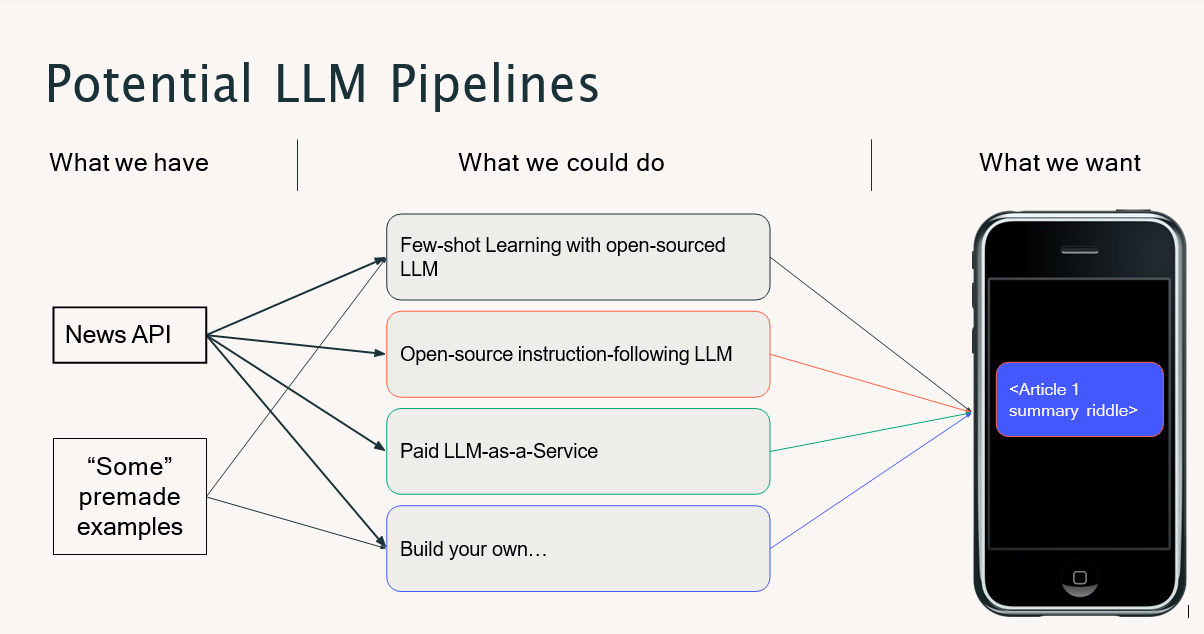 Potential LLM Pipelines
What we have
What we could do
What we want
Few-shot Learning with open-sourced
LLM
News API
Open-source instruction-following LLM
<Article 1
summary riddle>
“Some”
premade
examples
Paid LLM-as-a-Service
Build your own…